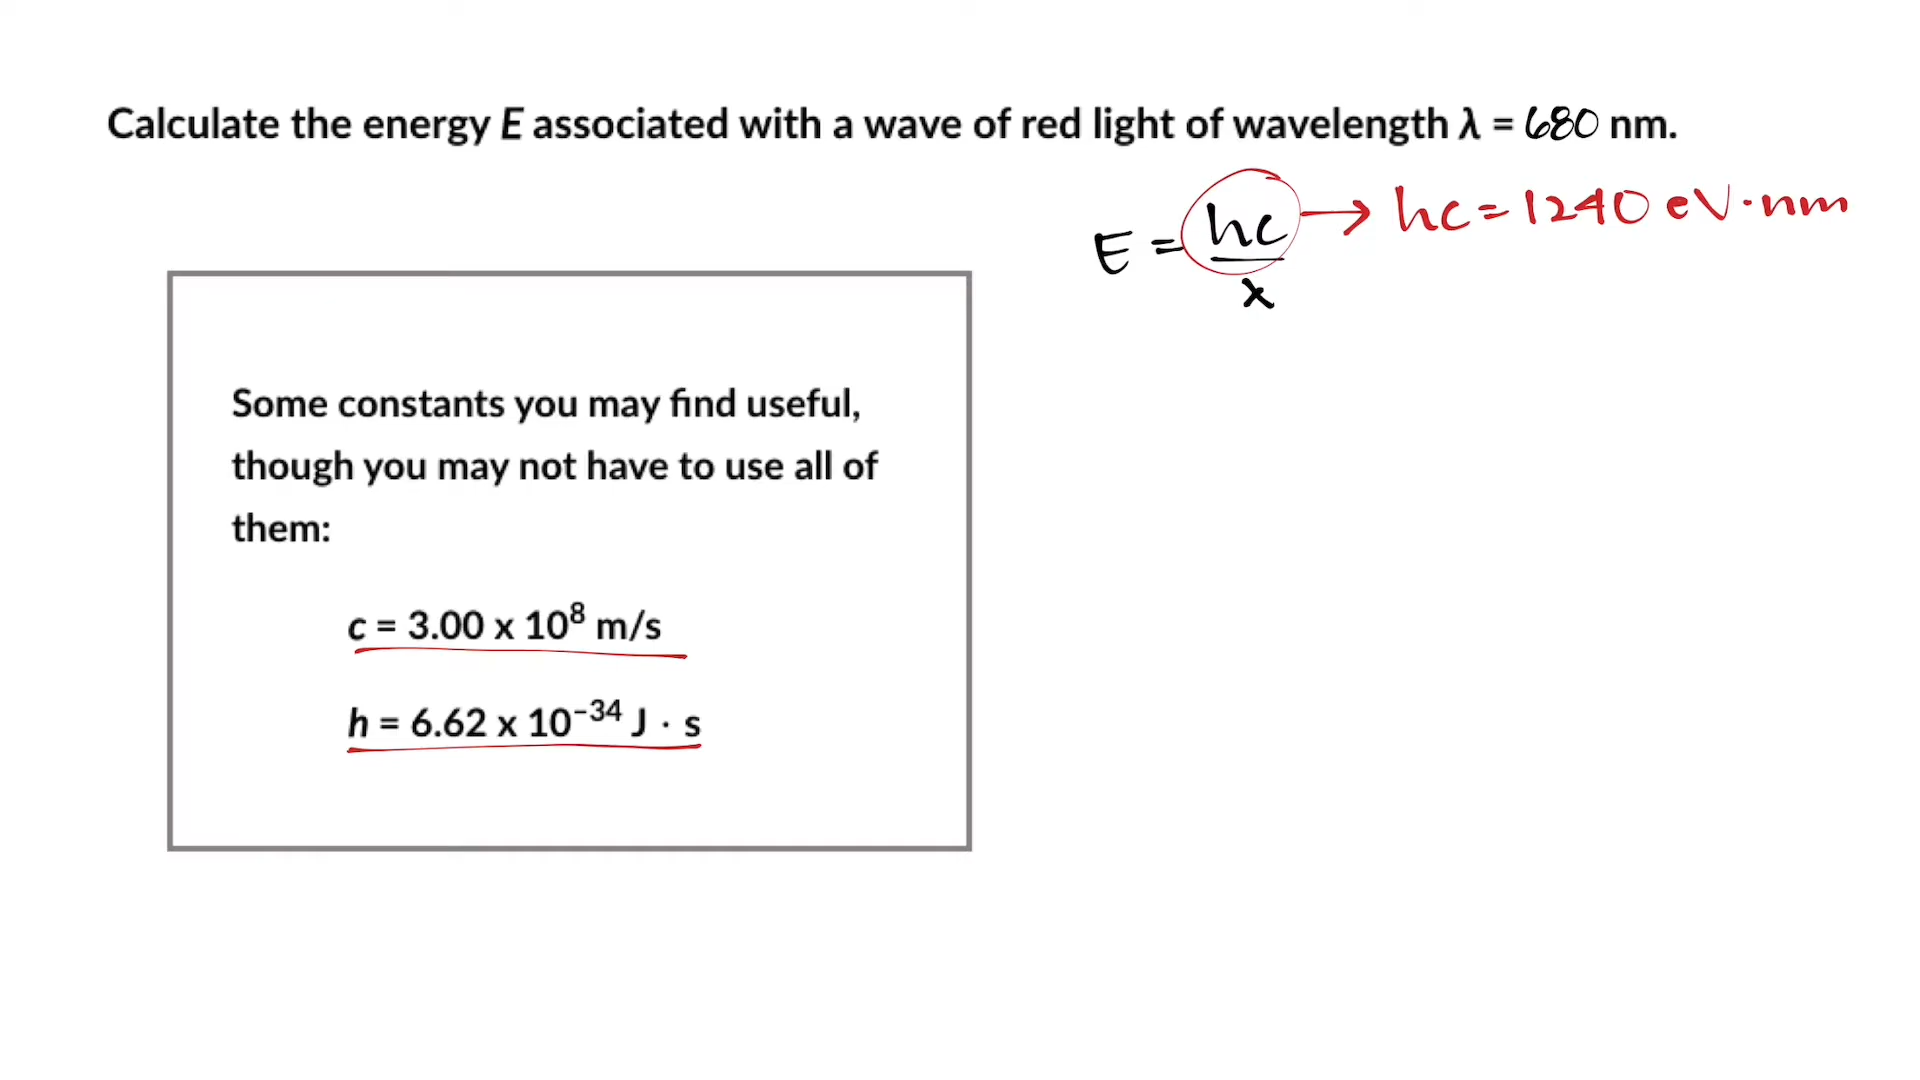 Calculate the energy E associated with a wave of red light of wavelength λ = 680 nm.
E = hc/λ → hc = 1240 eV·nm
Some constants you may find useful,
though you may not have to use all of
them:
c = 3.00 x 10⁸ m/s
h = 6.62 x 10⁻³⁴ J · s